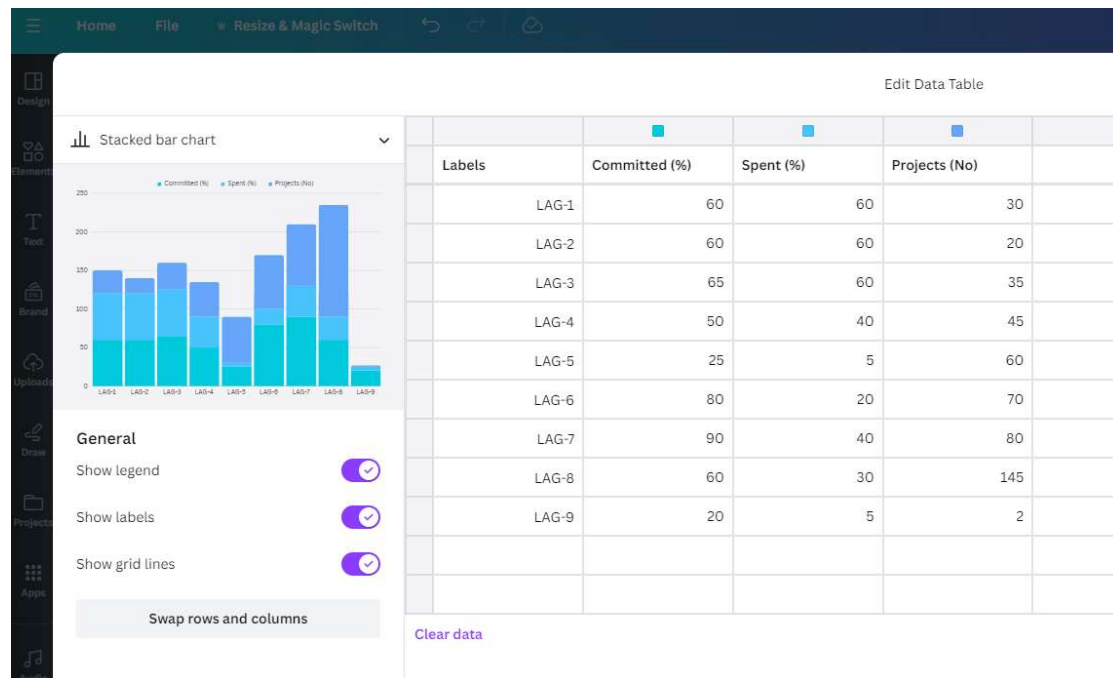 Home File Resize & Magic Switch
Design
Elements
Text
Brand
Uploads
Draw
Projects
Apps
Edit Data Table
Stacked bar chart
Committed (%) Spent (%) Projects (No)
250
200
150
100
50
0
LAG-1 LAG-2 LAG-3 LAG-4 LAG-5 LAG-6 LAG-7 LAG-8 LAG-9
General
Show legend
Show labels
Show grid lines
Swap rows and columns
Labels Committed (%) Spent (%) Projects (No)
LAG-1 60 60 30
LAG-2 60 60 20
LAG-3 65 60 35
LAG-4 50 40 45
LAG-5 25 5 60
LAG-6 80 20 70
LAG-7 90 40 80
LAG-8 60 30 145
LAG-9 20 5 2
Clear data